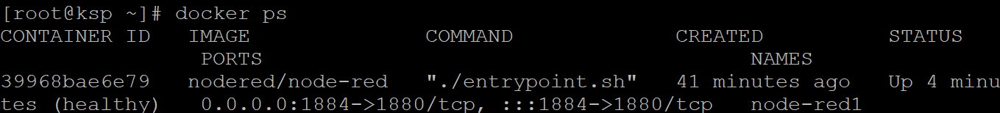 [root@ksp ~]# docker ps
CONTAINER ID   IMAGE              COMMAND             CREATED          STATUS
                PORTS                                       NAMES
39968bae6e79   nodered/node-red   "./entrypoint.sh"   41 minutes ago   Up 4 minu
tes (healthy)   0.0.0.0:1884->1880/tcp, :::1884->1880/tcp   node-red1